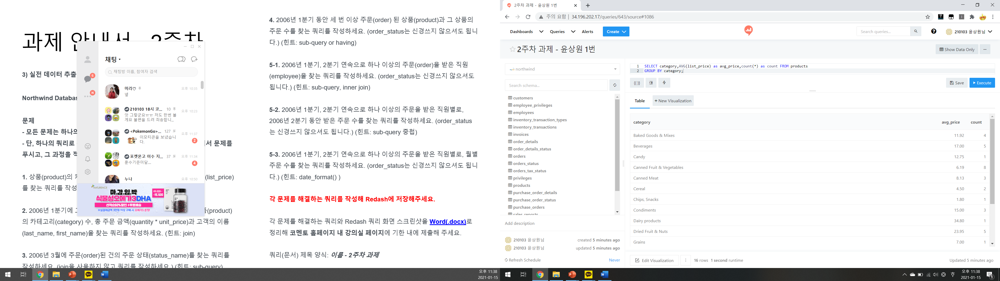 과제
3) 실전 데이터 추출
Northwind Databas
문제
- 모든 문제는 하나의
- 단, 하나의 쿼리로
서 문제를
푸시고, 그 과정을 적
1. 상품(product)의 카
(list_price)
를 찾는 쿼리를 작성
2. 2006년 1분기에 고
품(product)
의 카테고리(category) 수, 총 주문 금액(quantity * unit_price)과 고객의 이름
(last_name, first_name)을 찾는 쿼리를 작성하세요. (힌트: join)
3. 2006년 3월에 주문(order)된 건의 주문 상태(status_name)를 찾는 쿼리를
작성하세요. (join을 사용하지 않고 쿼리를 작성하세요.) (힌트: sub-query)
채팅
채팅방 이름, 참여자 검색
6
N
미리♡
오후 10:35
넹
210103 18시 코... 10
오후 10:23
앗 그렇군요ㅠㅠ 저도 한번 볼
게요 불편을 드려 죄송합니...
<PokemonGo>... 127
오후 11:37
이모티콘을 보냈습니
다.
2
포켓몬고 이수 지... 37
오후 11:34
훈수기준미달....
4
누나
오후 10:50
NATURENCE
마.감.임.박
식물성오메가3DHA
선착순60%할인+무료배송
※실결제금액 3만원 이상 구매 시 오메가3 증정!
19,600
4. 2006년 1분기 동안 세 번 이상 주문(order) 된 상품(product)과 그 상품의
주문 수를 찾는 쿼리를 작성하세요. (order_status는 신경쓰지 않으셔도 됩니
다.) (힌트: sub-query or having)
5-1. 2006년 1분기, 2분기 연속으로 하나 이상의 주문(order)을 받은 직원
(employee)을 찾는 쿼리를 작성하세요. (order_status는 신경쓰지 않으셔도
됩니다.) (힌트: sub-query, inner join)
5-2. 2006년 1분기, 2분기 연속으로 하나 이상의 주문을 받은 직원별로,
2006년 2분기 동안 받은 주문 수를 찾는 쿼리를 작성하세요. (order_status
는 신경쓰지 않으셔도 됩니다.) (힌트: sub-query 중첩)
5-3. 2006년 1분기, 2분기 연속으로 하나 이상의 주문을 받은 직원별로, 월별
주문 수를 찾는 쿼리를 작성하세요. (order_status는 신경쓰지 않으셔도 됩니
다.) (힌트: date_format() )
각 문제를 해결하는 쿼리를 작성해 Redash에 저장해주세요.
각 문제를 해결하는 쿼리와 Redash 쿼리 화면 스크린샷을 Word(.docx)로
정리해 코멘토 홈페이지 내 강의실 페이지에 기한 내에 제출해 주세요.
쿼리(문서) 제목 양식: 이름 - 2주차 과제
오후 11:38
2021-01-15
2주차 과제 - 윤상원 1번
주의 요함 | 34.196.202.17/queries/643/source#1086
Dashboards Queries Alerts Create
Search queries...
210103 윤상원님
2주차 과제 - 윤상원 1번
Show Data Only
northwind
Search schema...
customers
employee_privileges
employees
inventory_transaction_types
inventory_transactions
invoices
order_details
order_details_status
orders
orders_status
orders_tax_status
privileges
products
purchase_order_details
purchase_order_status
purchase_orders
sales_reports
Add description
210103 윤상원님 created 5 minutes ago
210103 윤상원님 updated 5 minutes ago
Refresh Schedule Never
1 SELECT category,AVG(list_price) as avg_price,count(*) as count FROM products
2 GROUP BY category;
{{ }}
Save
Execute
Table
+ New Visualization
category avg_price count
Baked Goods & Mixes 11.92 4
Beverages 17.00 5
Candy 12.75 1
Canned Fruit & Vegetables 6.19 8
Canned Meat 8.13 3
Cereal 4.50 2
Chips, Snacks 1.80 1
Condiments 15.00 3
Dairy products 34.80 1
Dried Fruit & Nuts 23.95 5
Grains 7.00 1
Edit Visualization
16 rows 1 second runtime
Updated 5 minutes ago
오후 11:38
2021-01-15
1